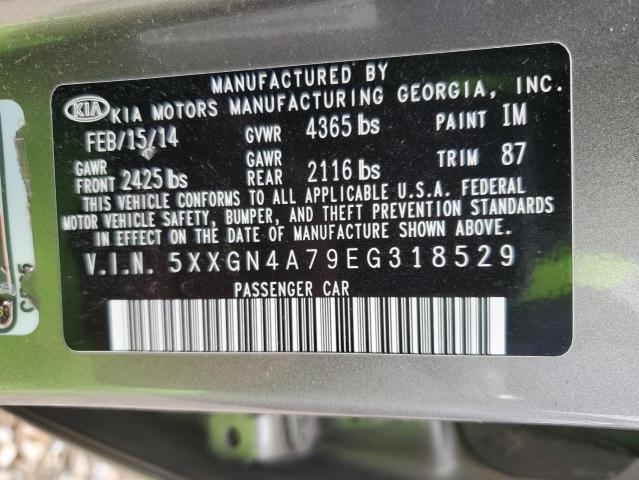 MANUFACTURED BY
KIA KIA MOTORS MANUFACTURING GEORGIA, INC.
FEB/15/14 GVWR 4365 lbs PAINT IM
GAWR FRONT 2425 lbs GAWR REAR 2116 lbs TRIM 87
THIS VEHICLE CONFORMS TO ALL APPLICABLE U.S.A. FEDERAL
MOTOR VEHICLE SAFETY, BUMPER, AND THEFT PREVENTION STANDARDS
IN EFFECT ON THE DATE OF MANUFACTURE SHOWN ABOVE.
V.I.N. 5XXGN4A79EG318529
PASSENGER CAR